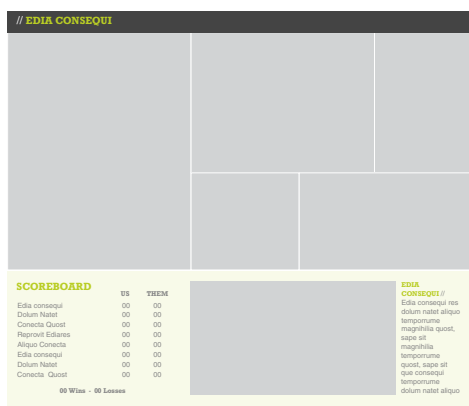 // EDIA CONSEQUI
SCOREBOARD US THEM
Edia consequi 00 00
Dolum Natet 00 00
Conecta Quost 00 00
Reprovit Ediares 00 00
Aliquo Conecta 00 00
Edia consequi 00 00
Dolum Natet 00 00
Conecta Quost 00 00
00 Wins - 00 Losses
EDIA
CONSEQUI //
Edia consequi res
dolum natet aliquo
temporrume
magnihilia quost,
sape sit
magnihilia
temporrume
quost, sape sit
que consequi
temporrume
dolum natet aliquo